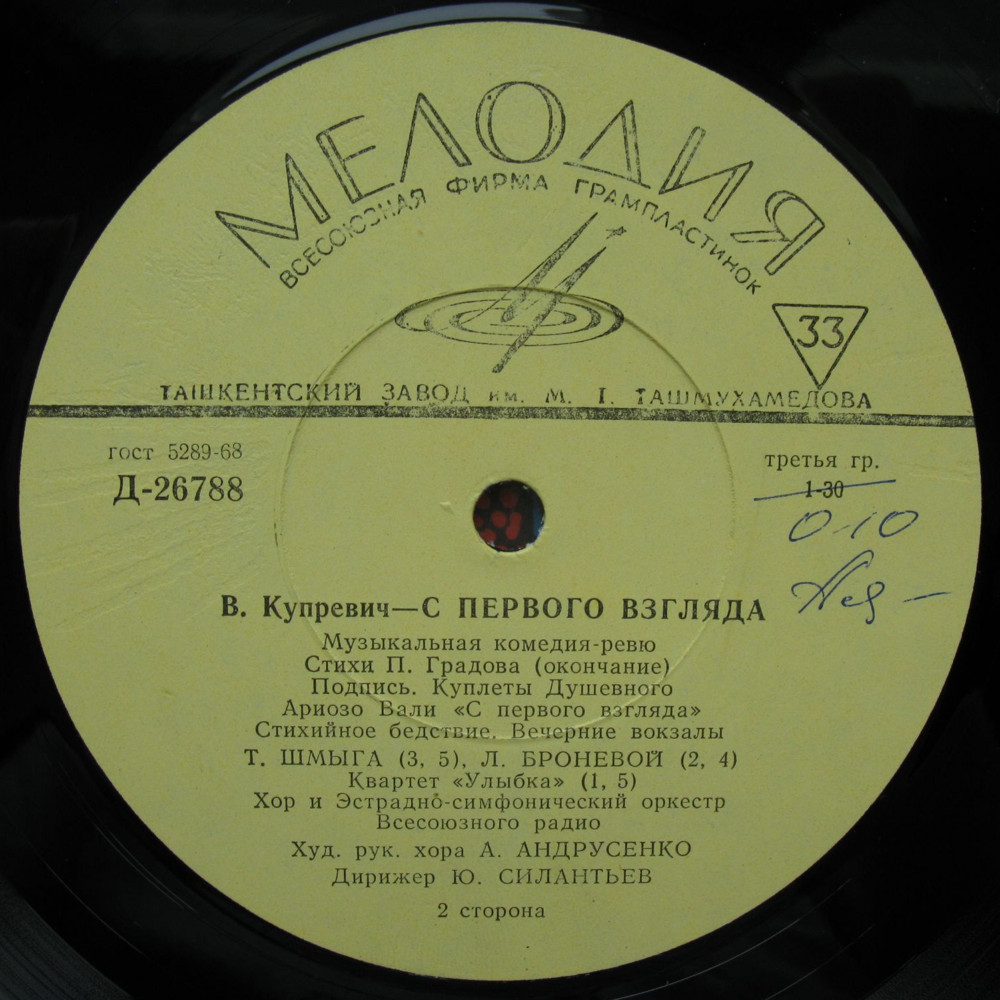 МЕЛОДИЯ
ВСЕСОЮЗНАЯ ФИРМА ГРАМПЛАСТИНОК
33
ТАШКЕНТСКИЙ ЗАВОД им. М. Т. ТАШМУХАМЕДОВА
гост 5289-68
Д-26788
третья гр.
1-30
0-10
В. Купревич—С ПЕРВОГО ВЗГЛЯДА
Музыкальная комедия-ревю
Стихи П. Градова (окончание)
Подпись. Куплеты Душевного
Ариозо Вали «С первого взгляда»
Стихийное бедствие. Вечерние вокзалы
Т. ШМЫГА (3, 5), Л. БРОНЕВОЙ (2, 4)
Квартет «Улыбка» (1, 5)
Хор и Эстрадно-симфонический оркестр
Всесоюзного радио
Худ. рук. хора А. АНДРУСЕНКО
Дирижер Ю. СИЛАНТЬЕВ
2 сторона